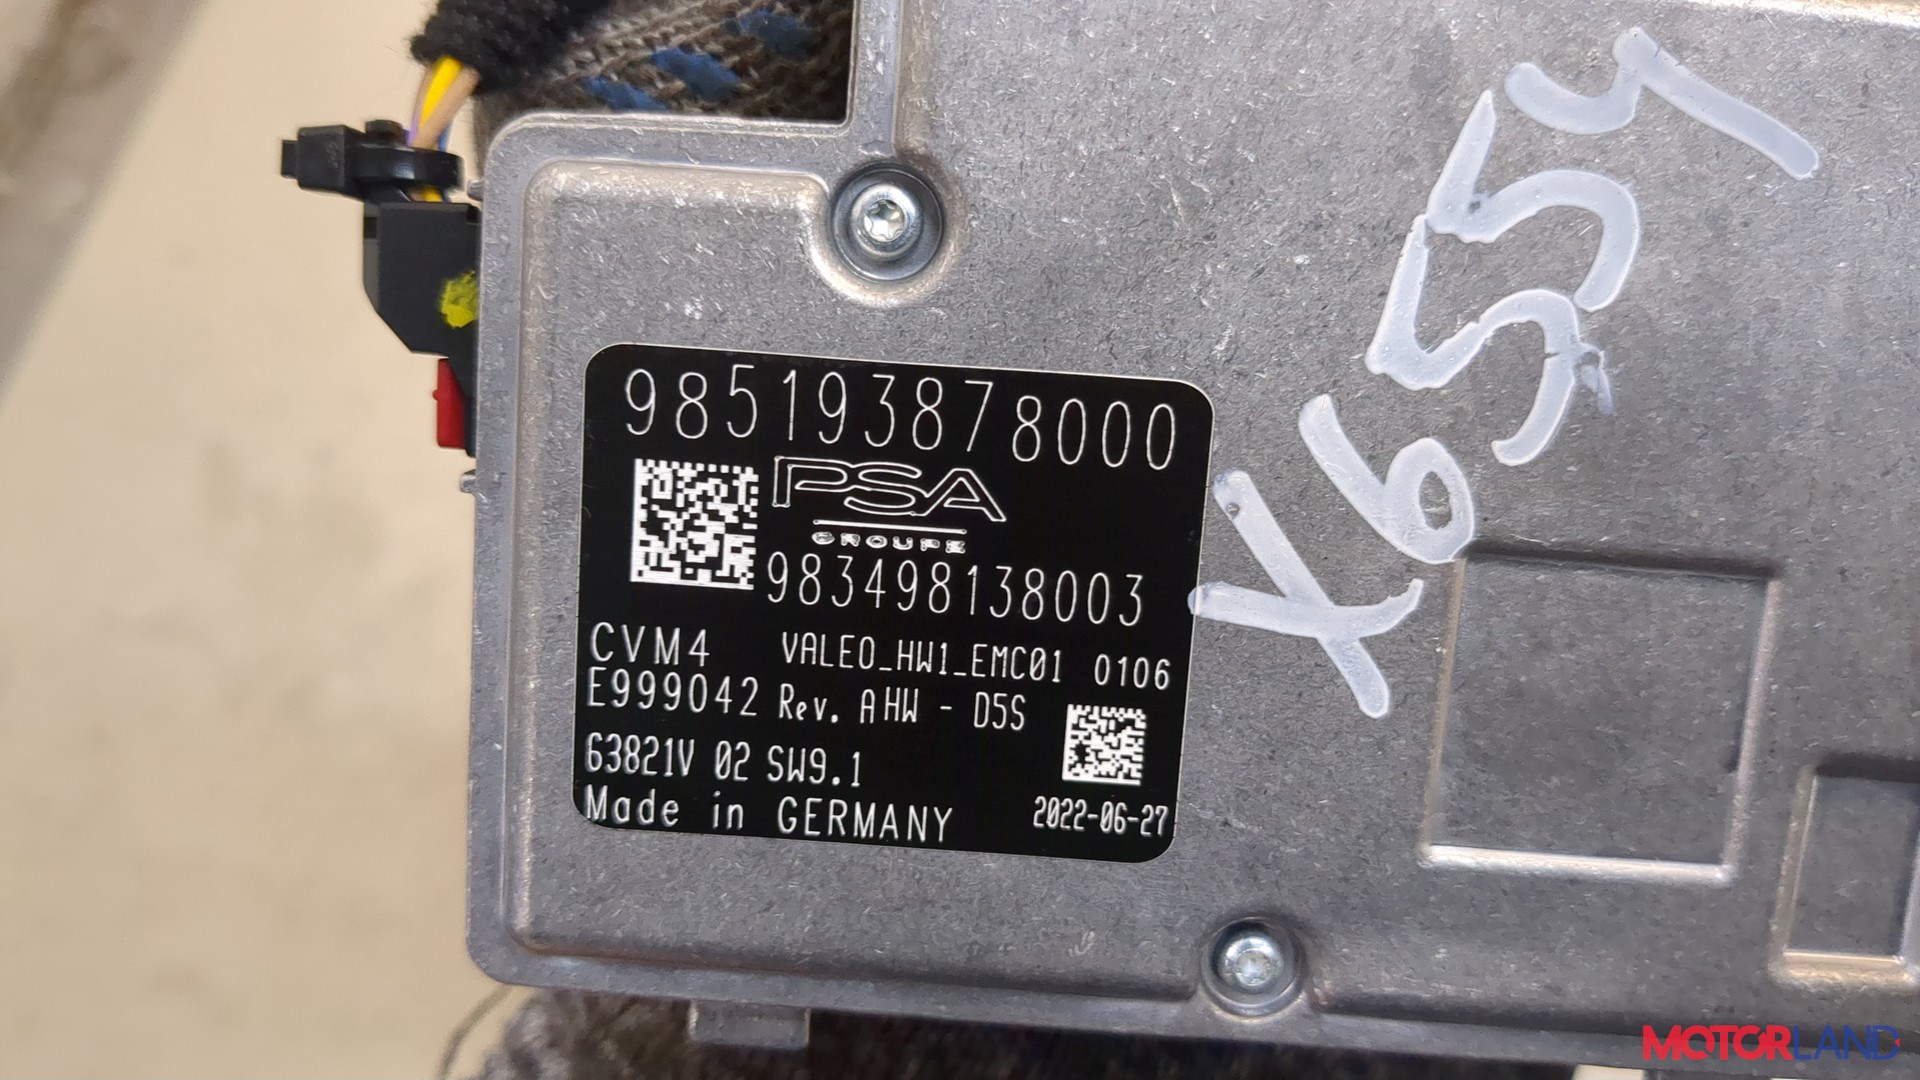 985193878000
PSA
GROUPE
983498138003
CVM4 VALEO_HW1_EMC01 0106
E999042 Rev. A HW - D5S
63821V 02 SW9.1
Made in GERMANY 2022-06-27
X6554
MOTORLAND